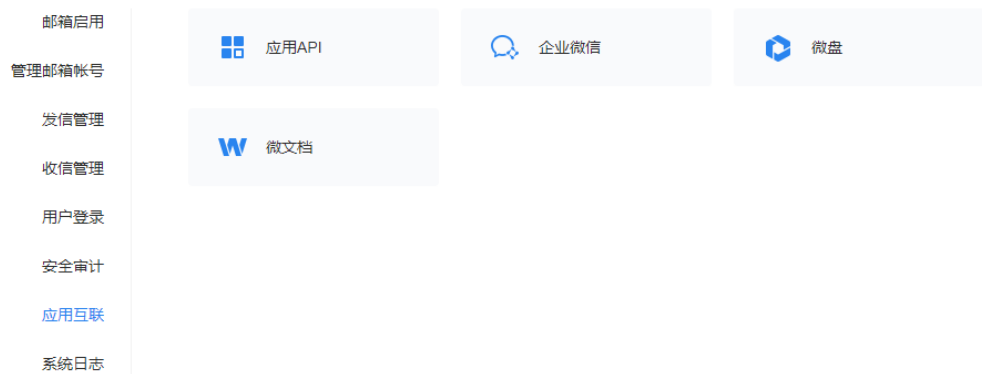 邮箱启用
管理邮箱帐号
发信管理
收信管理
用户登录
安全审计
应用互联
系统日志
应用API
企业微信
微盘
微文档